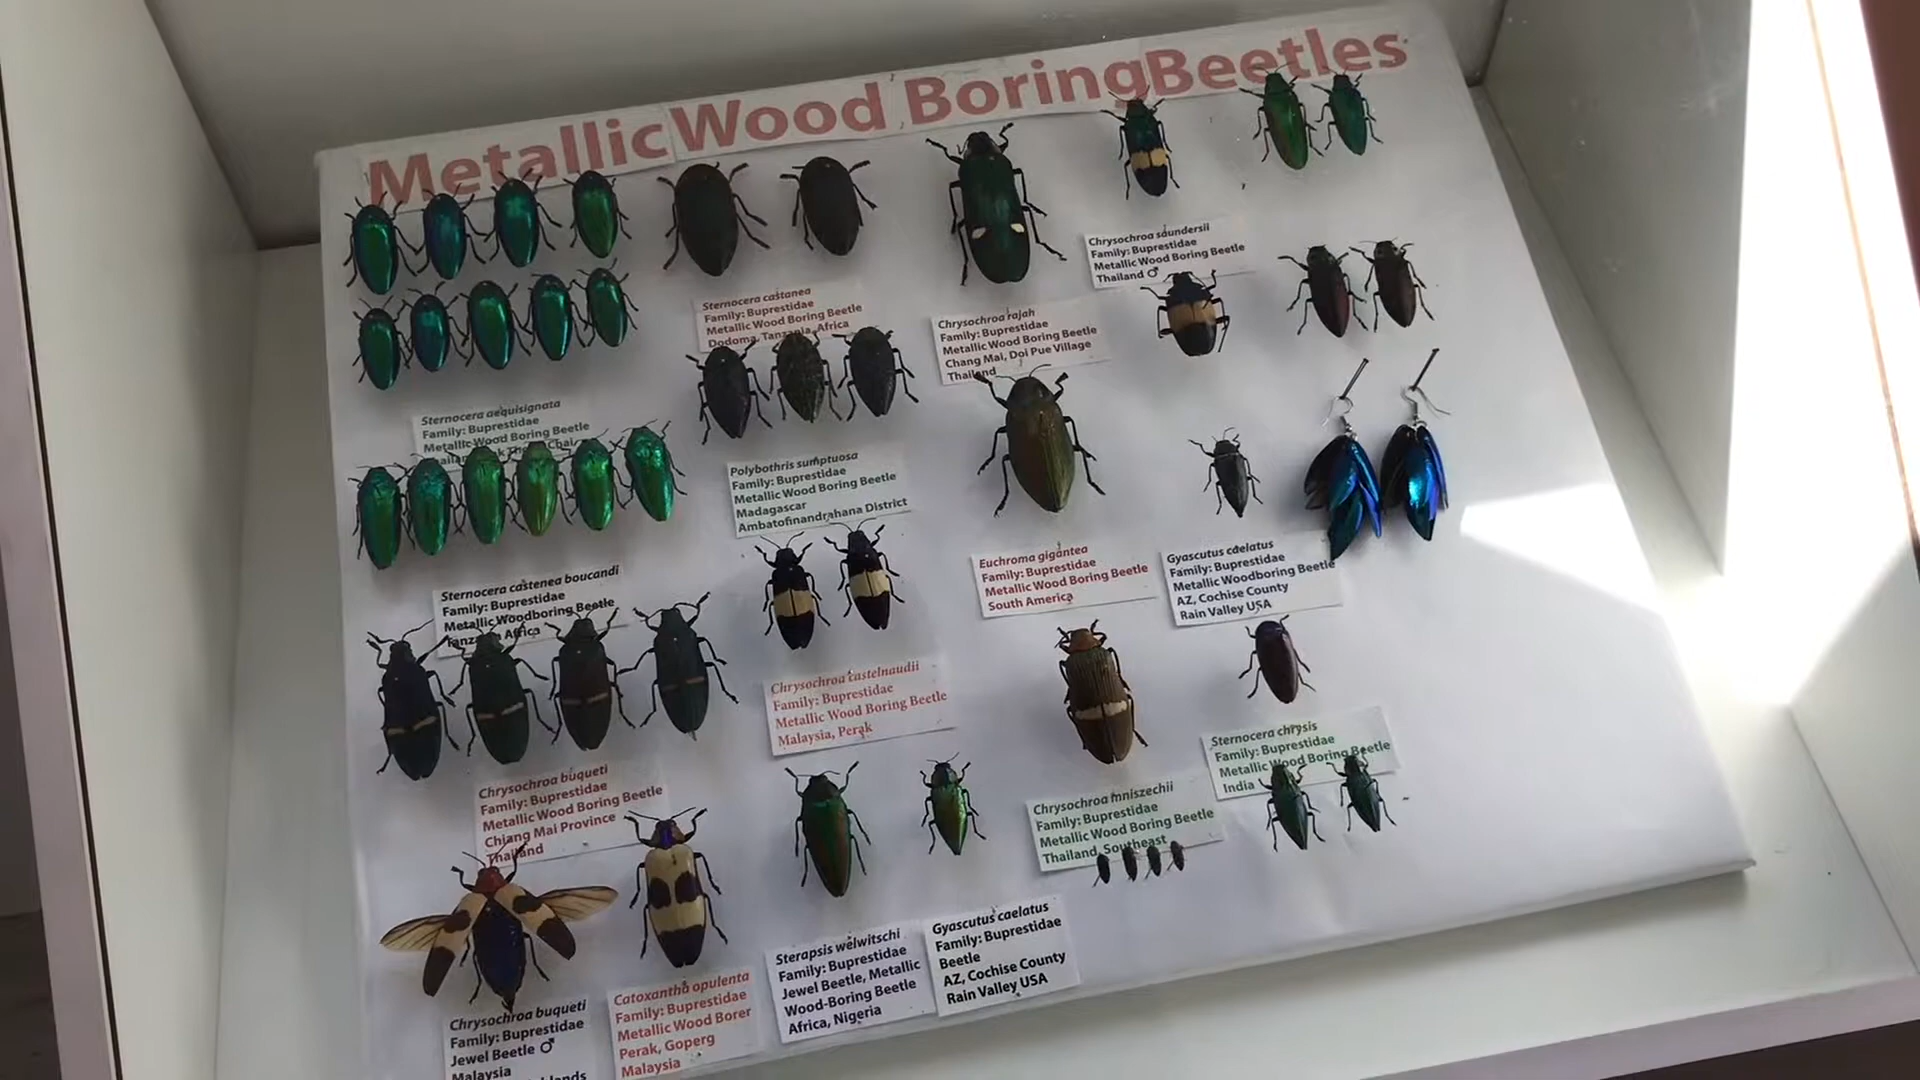 Metallic Wood Boring Beetles
Chrysochroa saundersii
Family: Buprestidae
Metallic Wood Boring Beetle
Thailand ♂
Sternocera castanea
Family: Buprestidae
Metallic Wood Boring Beetle
Dodoma, Tanzania, Africa
Chrysochroa rajah
Family: Buprestidae
Metallic Wood Boring Beetle
Chang Mai, Doi Pue Village
Thailand
Sternocera aequisignata
Family: Buprestidae
Metallic Wood Boring Beetle
Polybothris sumptuosa
Family: Buprestidae
Metallic Wood Boring Beetle
Madagascar
Ambatofinandrahana District
Euchroma gigantea
Family: Buprestidae
Metallic Wood Boring Beetle
South America
Gyascutus caelatus
Family: Buprestidae
Metallic Woodboring Beetle
AZ, Cochise County
Rain Valley USA
Sternocera castenea boucandi
Family: Buprestidae
Metallic Woodboring Beetle
Tanzania Africa
Chrysochroa castelnaudii
Family: Buprestidae
Metallic Wood Boring Beetle
Malaysia, Perak
Sternocera chrysis
Family: Buprestidae
Metallic Wood Boring Beetle
India
Chrysochroa buqueti
Family: Buprestidae
Metallic Wood Boring Beetle
Chiang Mai Province
Thailand
Chrysochroa mniszechii
Family: Buprestidae
Metallic Wood Boring Beetle
Thailand, Southeast
Chrysochroa buqueti
Family: Buprestidae
Jewel Beetle ♂
Malaysia
Catoxantha opulenta
Family: Buprestidae
Metallic Wood Borer
Perak, Goperg
Malaysia
Sterapsis welwitschi
Family: Buprestidae
Jewel Beetle, Metallic
Wood-Boring Beetle
Africa, Nigeria
Gyascutus caelatus
Family: Buprestidae
Beetle
AZ, Cochise County
Rain Valley USA